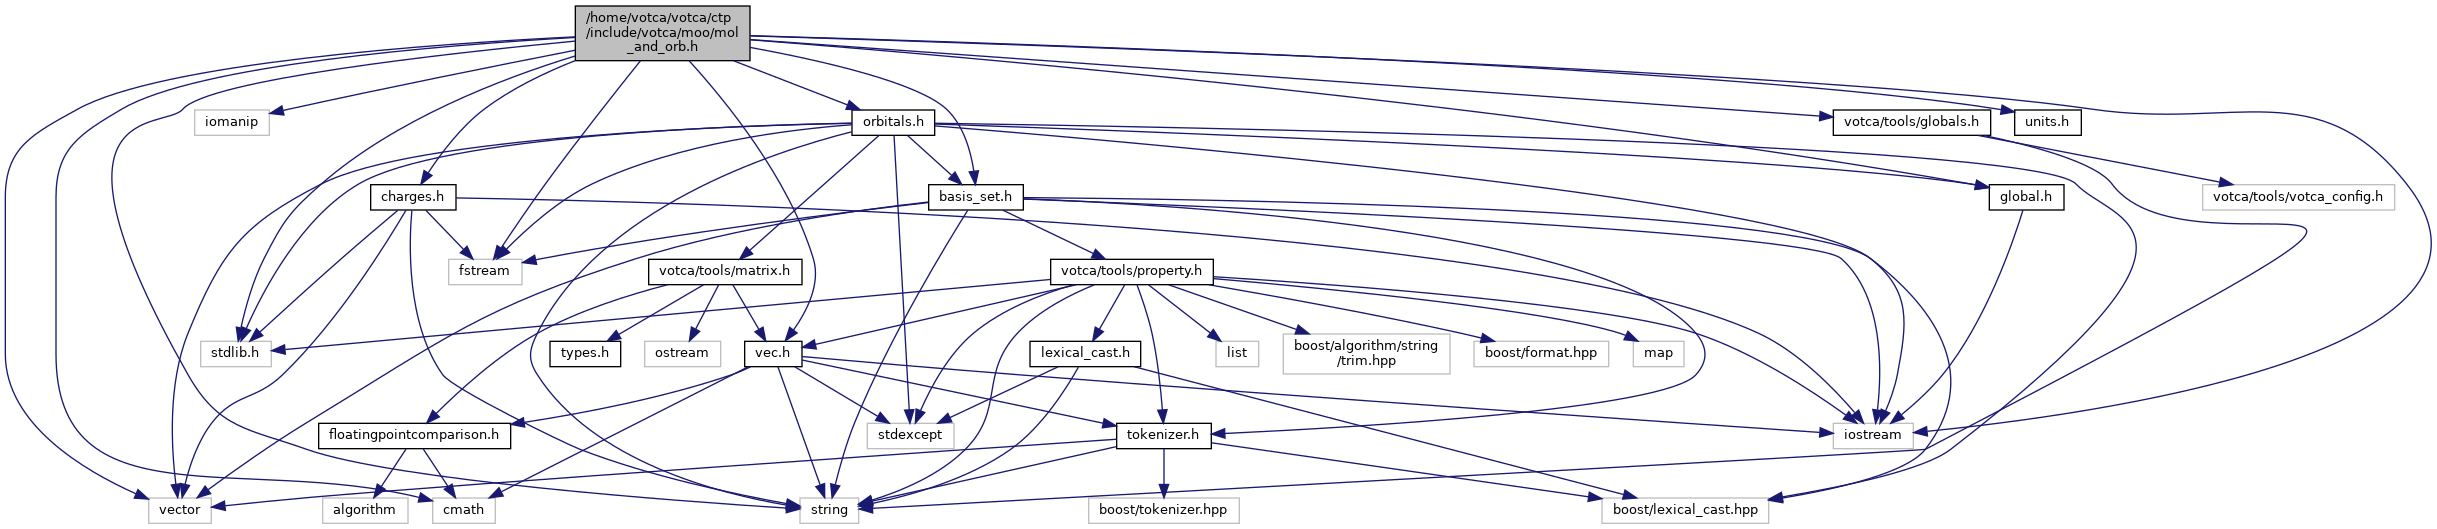 /home/votca/votca/ctp
/include/votca/moo/mol
_and_orb.h
iomanip
orbitals.h
votca/tools/globals.h
units.h
charges.h
basis_set.h
global.h
votca/tools/votca_config.h
fstream
votca/tools/matrix.h
votca/tools/property.h
stdlib.h
types.h
ostream
vec.h
lexical_cast.h
list
boost/algorithm/string
/trim.hpp
boost/format.hpp
map
floatingpointcomparison.h
stdexcept
tokenizer.h
iostream
vector
algorithm
cmath
string
boost/tokenizer.hpp
boost/lexical_cast.hpp